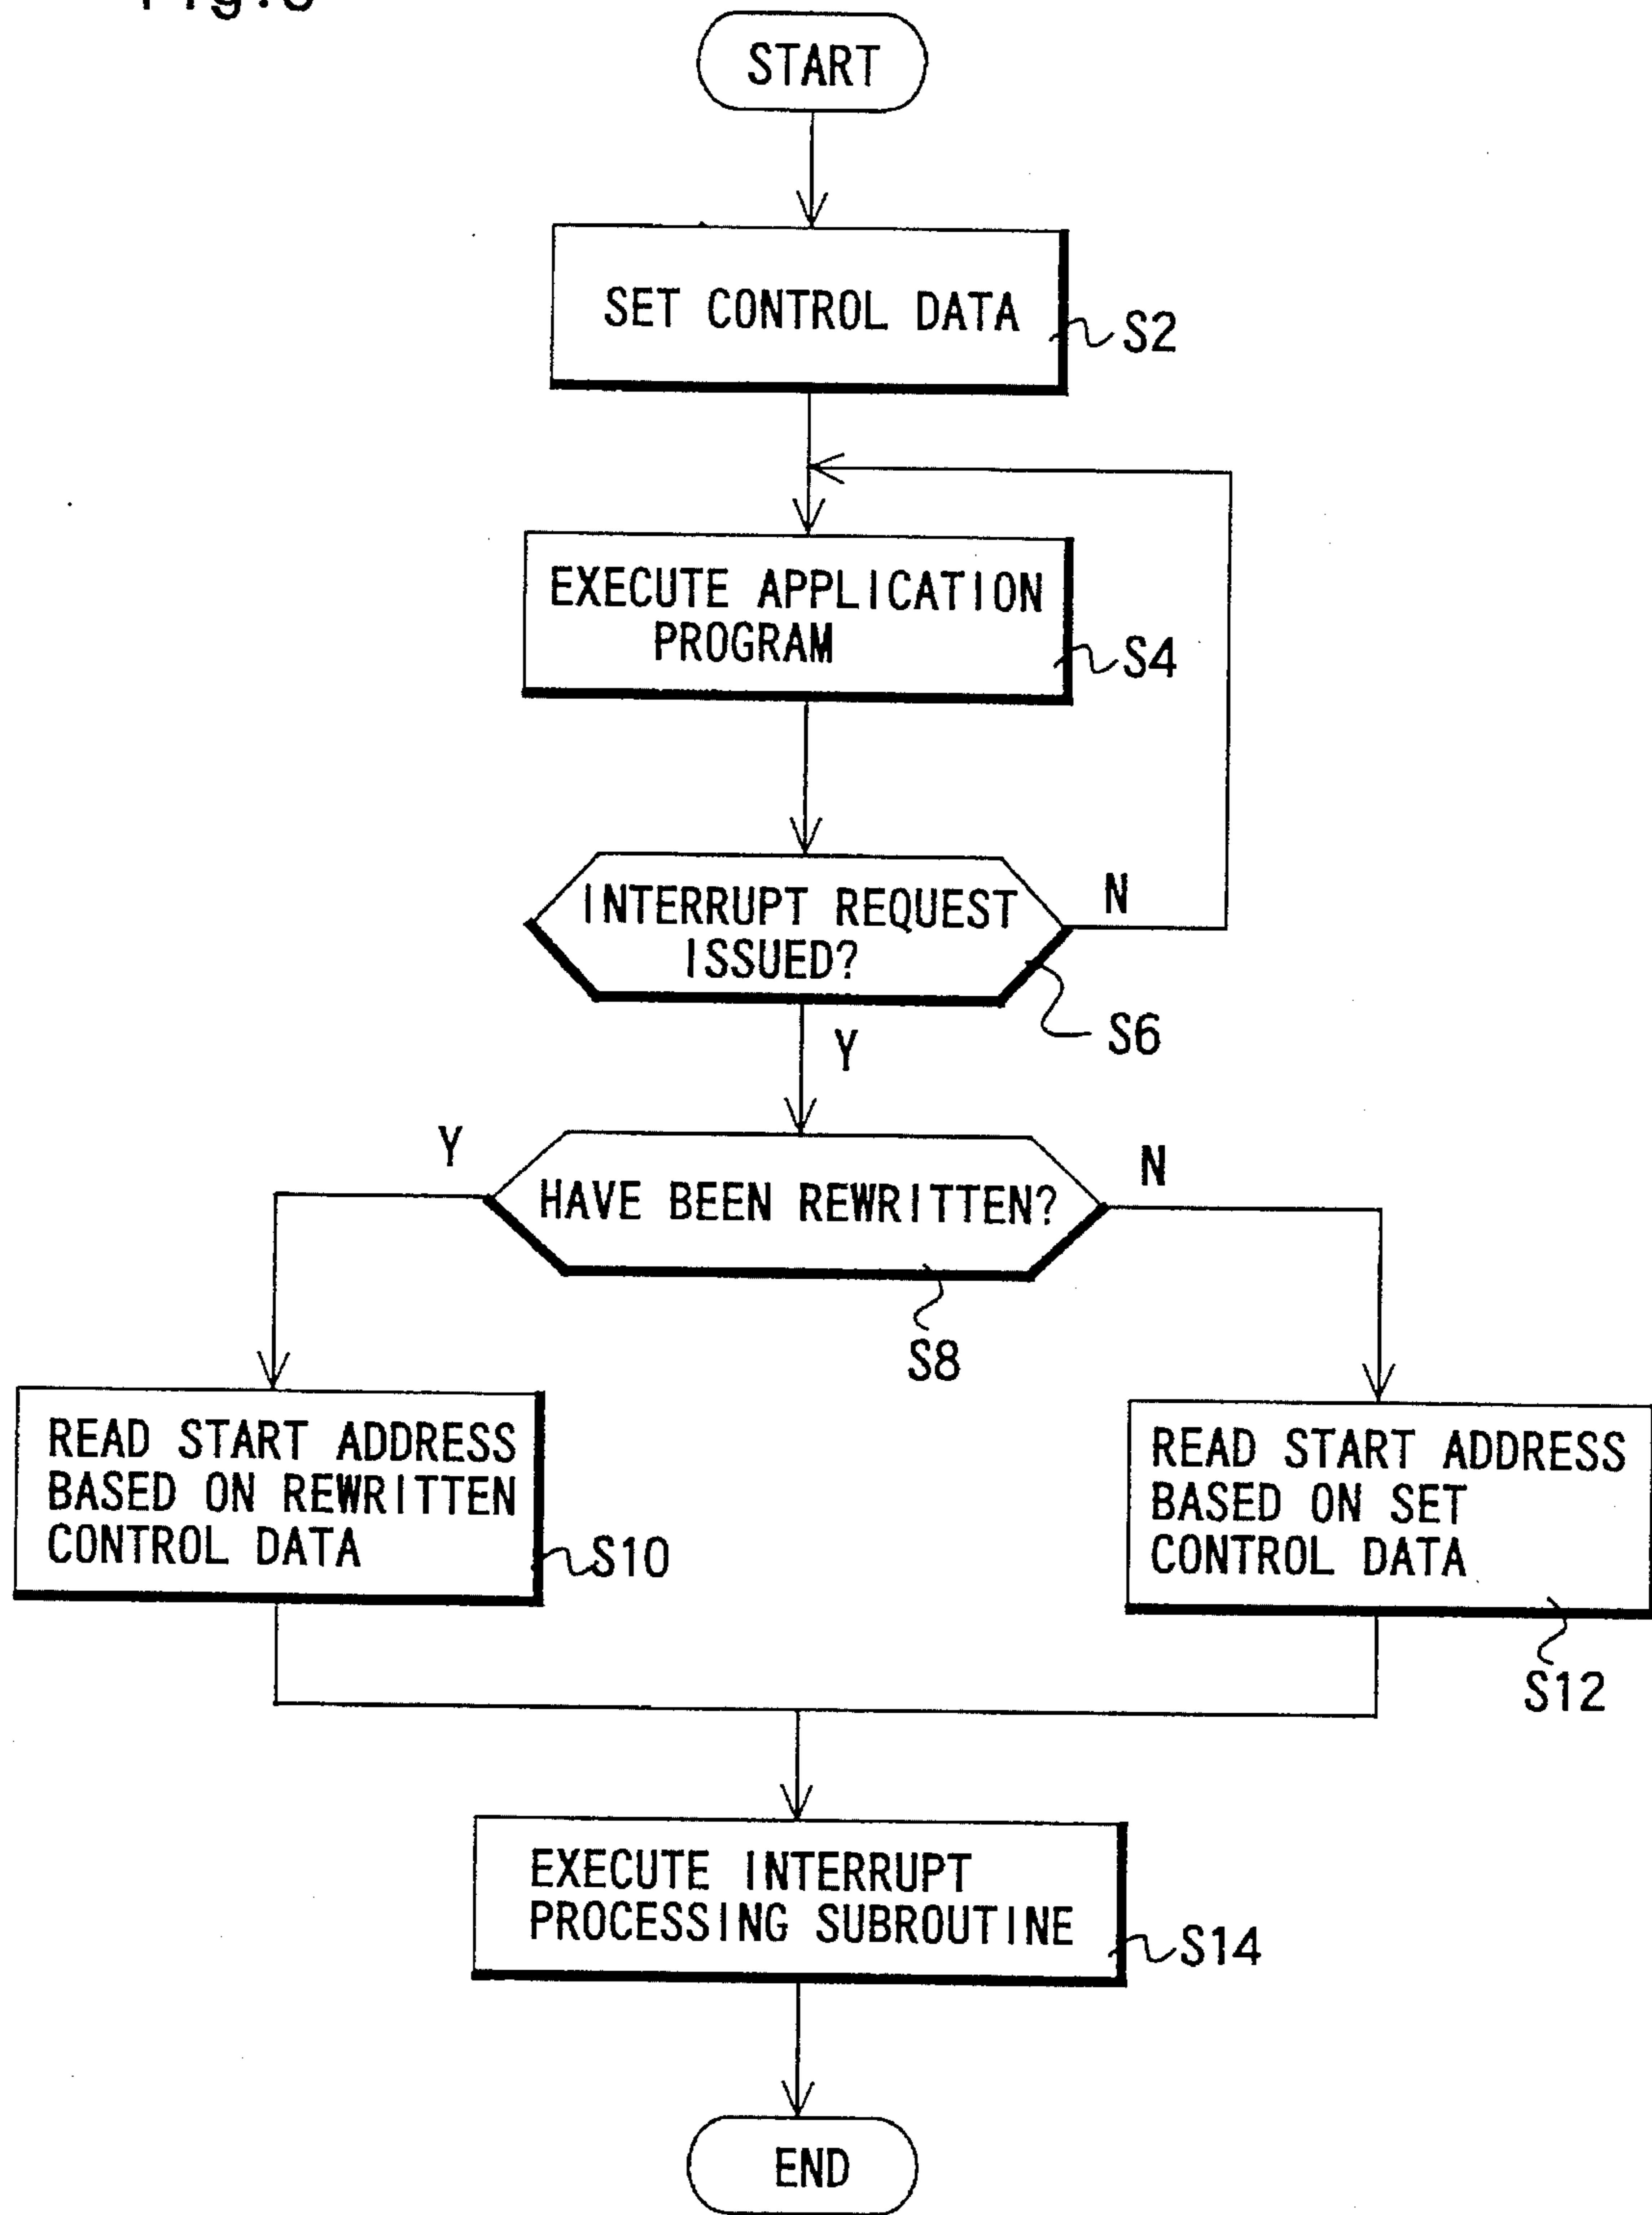 START
SET CONTROL DATA
S2
EXECUTE APPLICATION
PROGRAM
S4
INTERRUPT REQUEST
ISSUED?
N
S6
Y
Y
HAVE BEEN REWRITTEN?
N
S8
READ START ADDRESS
BASED ON REWRITTEN
CONTROL DATA
S10
READ START ADDRESS
BASED ON SET
CONTROL DATA
S12
EXECUTE INTERRUPT
PROCESSING SUBROUTINE
S14
END